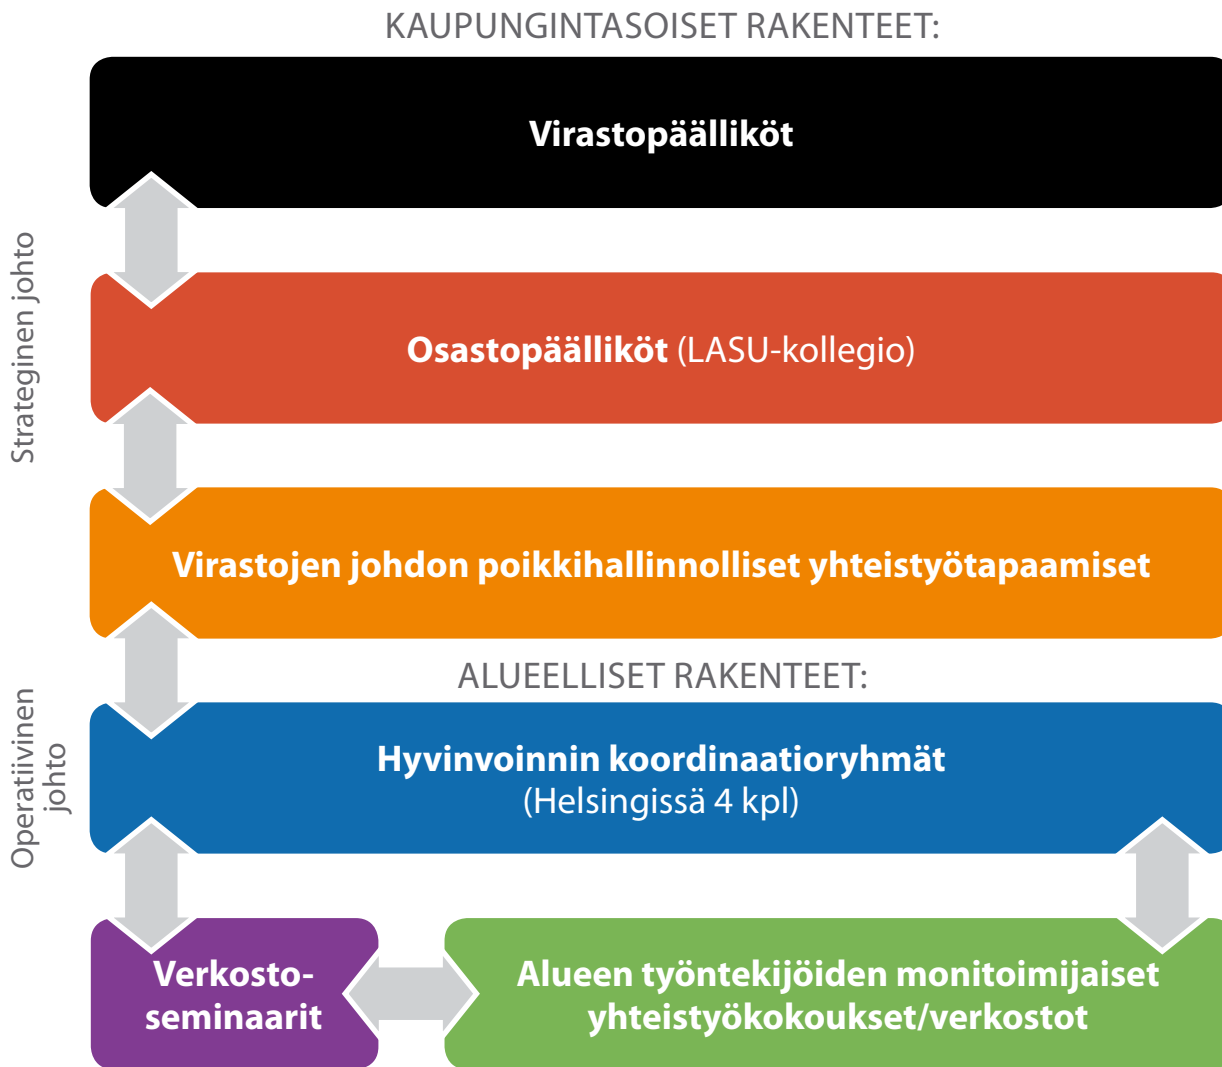 KAUPUNGINTASOISET RAKENTEET:
Virastopäälliköt
Strateginen johto
Osastopäälliköt (LASU-kollegio)
Virastojen johdon poikkihallinnolliset yhteistyötapaamiset
ALUEELLISET RAKENTEET:
Operatiivinen
johto
Hyvinvoinnin koordinaatioryhmät
(Helsingissä 4 kpl)
Verkosto-
seminaarit
Alueen työntekijöiden monitoimijaiset
yhteistyökokoukset/verkostot